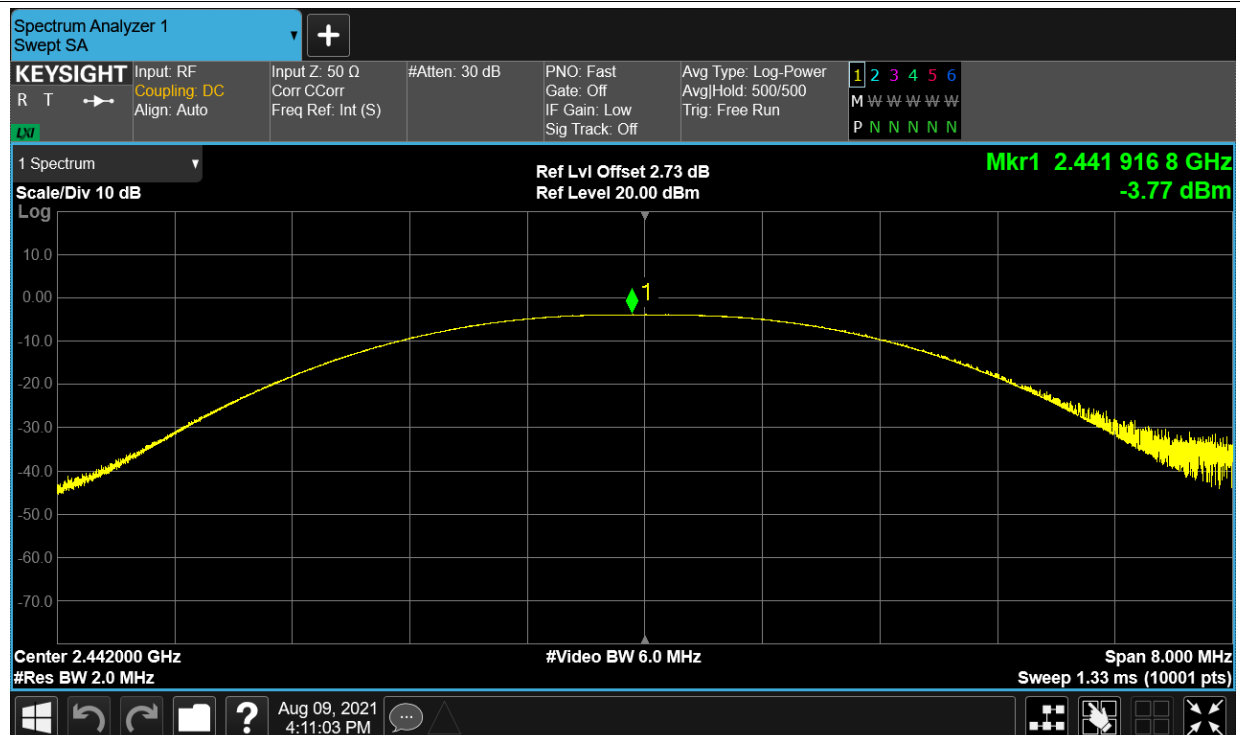 Spectrum Analyzer 1
Swept SA
+
KEYSIGHT
R T
LXI
Input: RF
Coupling: DC
Align: Auto
Input Z: 50 Ω
Corr CCorr
Freq Ref: Int (S)
#Atten: 30 dB
PNO: Fast
Gate: Off
IF Gain: Low
Sig Track: Off
Avg Type: Log-Power
Avg|Hold: 500/500
Trig: Free Run
1 2 3 4 5 6
M W W W W W
P N N N N N
1 Spectrum
Scale/Div 10 dB
Log
Ref Lvl Offset 2.73 dB
Ref Level 20.00 dBm
Mkr1 2.441 916 8 GHz
-3.77 dBm
10.0
0.00
-10.0
-20.0
-30.0
-40.0
-50.0
-60.0
-70.0
1
Center 2.442000 GHz
#Res BW 2.0 MHz
#Video BW 6.0 MHz
Span 8.000 MHz
Sweep 1.33 ms (10001 pts)
?
Aug 09, 2021
4:11:03 PM